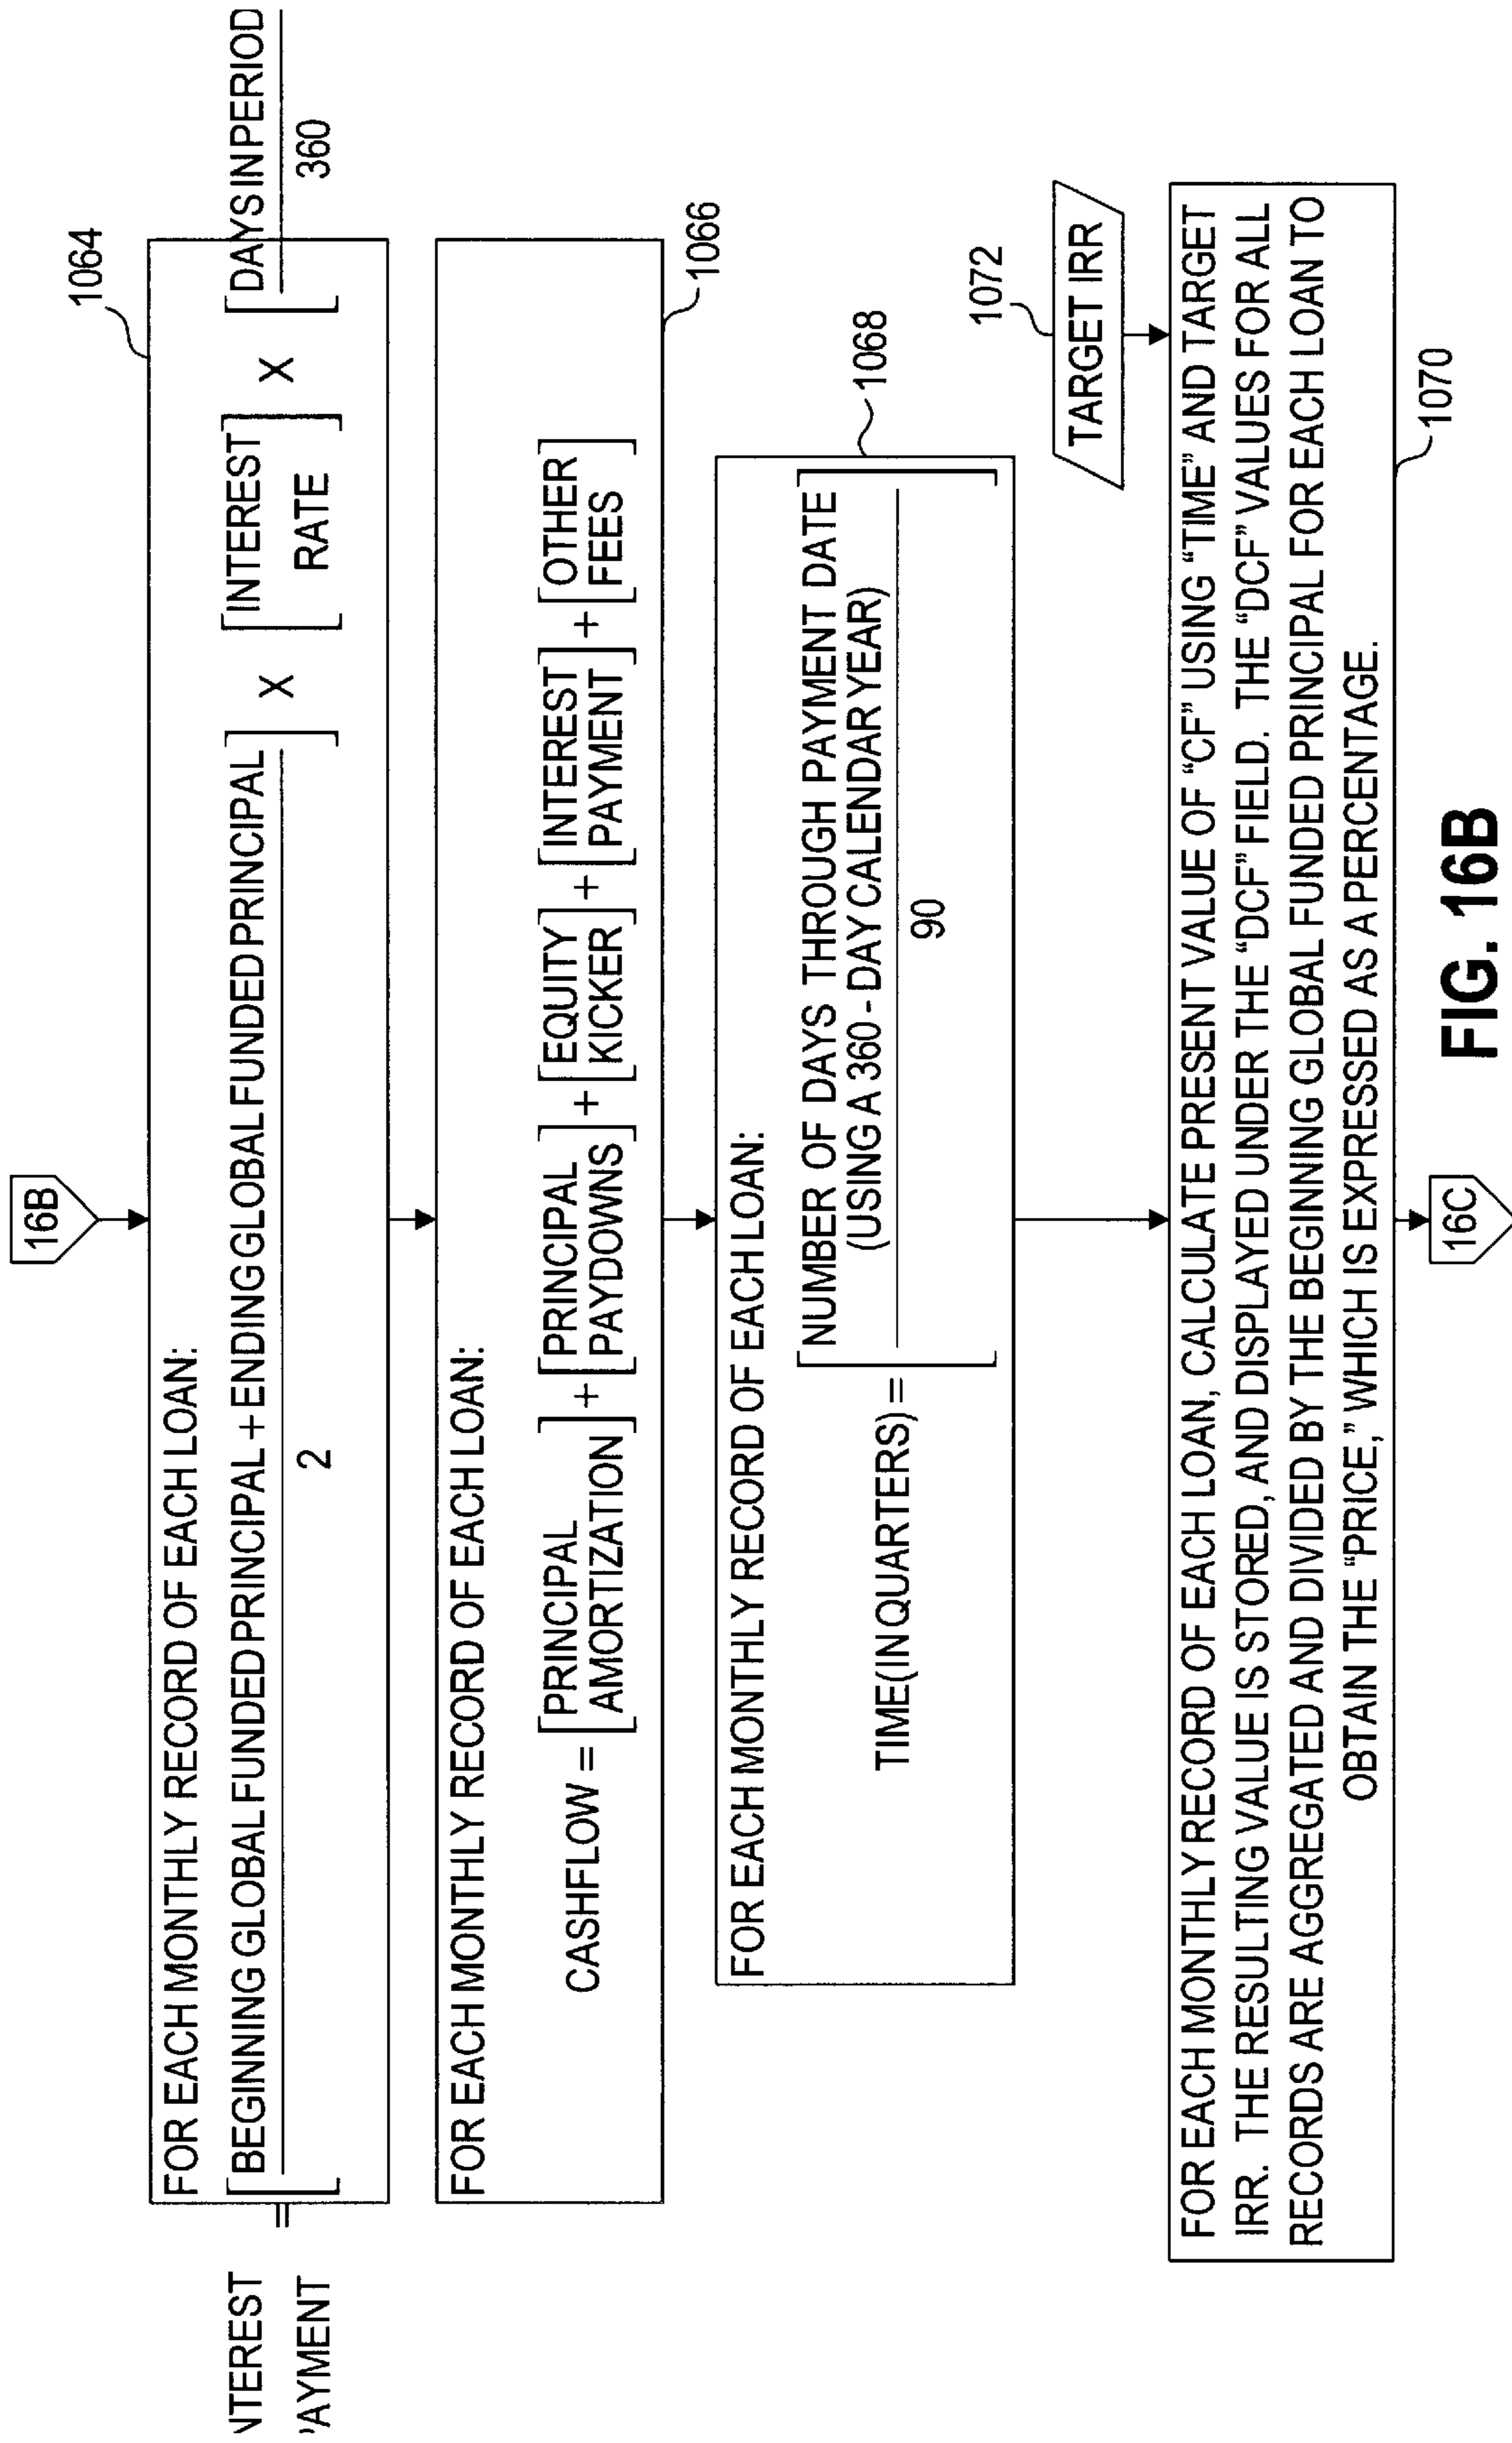 16B
1064
FOR EACH MONTHLY RECORD OF EACH LOAN:
NTEREST
'AYMENT
=
[BEGINNING GLOBAL FUNDED PRINCIPAL + ENDING GLOBAL FUNDED PRINCIPAL] X [INTEREST] X [DAYS IN PERIOD
2
RATE
360
FOR EACH MONTHLY RECORD OF EACH LOAN:
CASHFLOW = [PRINCIPAL + [PRINCIPAL + [EQUITY + [INTEREST + [OTHER
AMORTIZATION] PAYDOWNS] KICKER] PAYMENT] FEES]
1066
FOR EACH MONTHLY RECORD OF EACH LOAN:
1068
TIME(IN QUARTERS) =
[NUMBER OF DAYS THROUGH PAYMENT DATE
(USING A 360 - DAY CALENDAR YEAR)
90]
1072
TARGET IRR
FOR EACH MONTHLY RECORD OF EACH LOAN, CALCULATE PRESENT VALUE OF "CF" USING "TIME" AND TARGET
IRR. THE RESULTING VALUE IS STORED, AND DISPLAYED UNDER THE "DCF" FIELD. THE "DCF" VALUES FOR ALL
RECORDS ARE AGGREGATED AND DIVIDED BY THE BEGINNING GLOBAL FUNDED PRINCIPAL FOR EACH LOAN TO
OBTAIN THE "PRICE," WHICH IS EXPRESSED AS A PERCENTAGE.
1070
16C
FIG. 16B